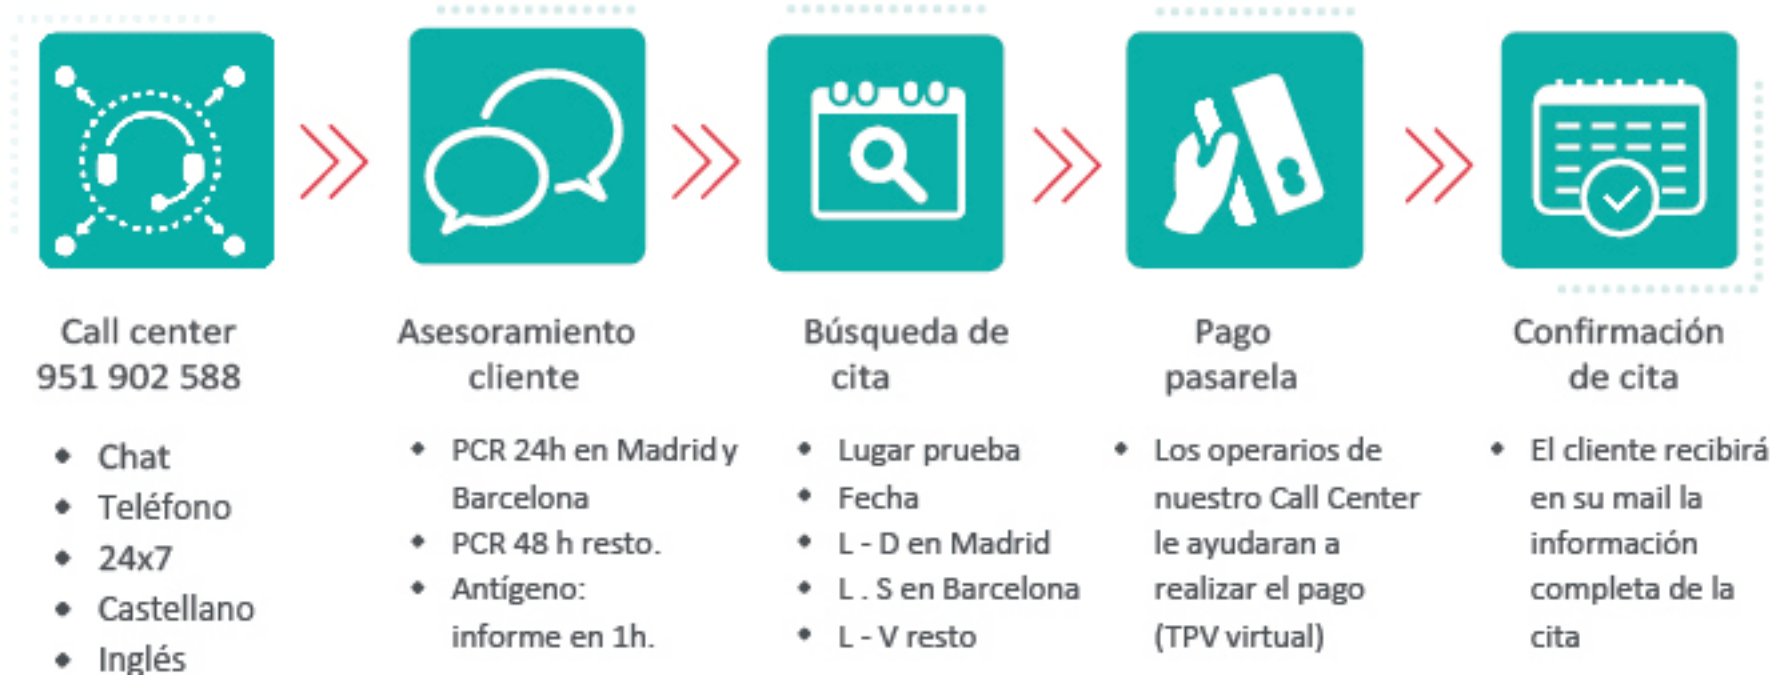 Call center
951 902 588
• Chat
• Teléfono
• 24x7
• Castellano
• Inglés
Asesoramiento
cliente
• PCR 24h en Madrid y
Barcelona
• PCR 48 h resto.
• Antígeno:
informe en 1h.
Búsqueda de
cita
• Lugar prueba
• Fecha
• L - D en Madrid
• L . S en Barcelona
• L - V resto
Pago
pasarela
• Los operarios de
nuestro Call Center
le ayudaran a
realizar el pago
(TPV virtual)
Confirmación
de cita
• El cliente recibirá
en su mail la
información
completa de la
cita